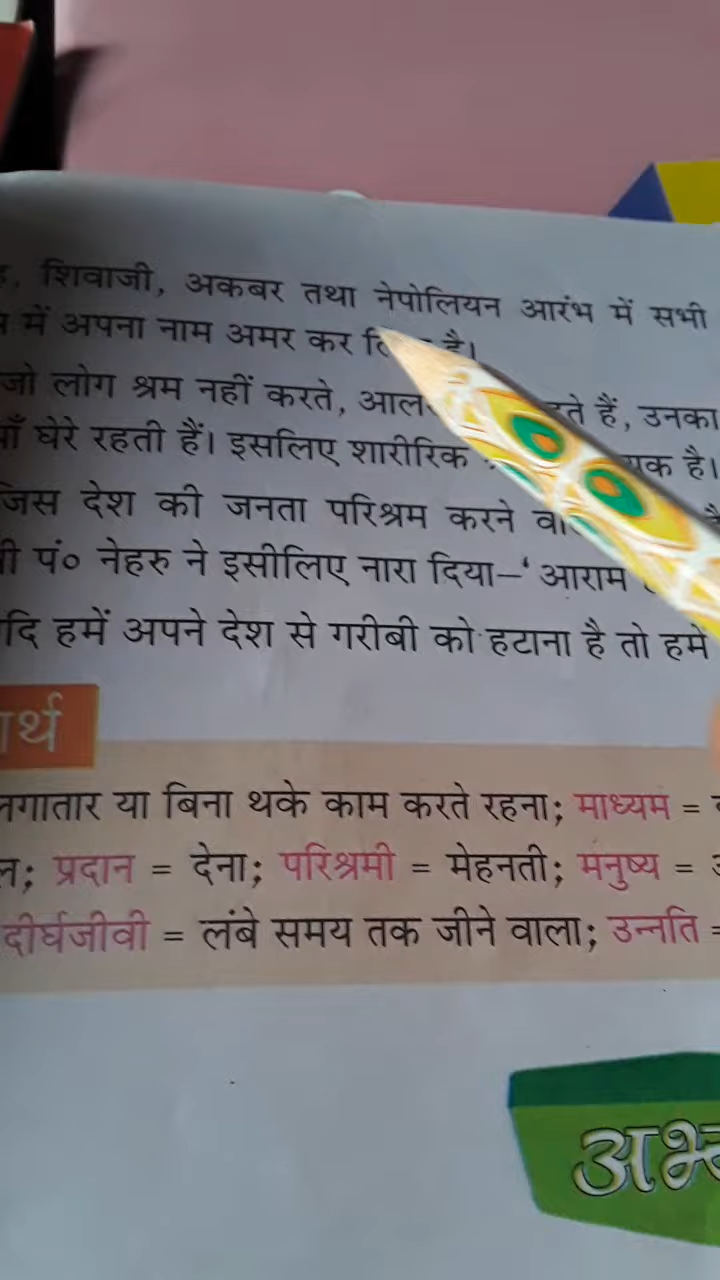 शिवाजी, अकबर तथा नेपोलियन आरंभ में सभी
में अपना नाम अमर कर है।
जो लोग श्रम नहीं करते, हैं, उनका
घेरे रहती हैं। इसलिए शारीरिक है।
जिस देश की जनता परिश्रम करने
पं० नेहरु ने इसीलिए नारा दिया–‘आराम
हमें अपने देश से गरीबी को हटाना है तो हमें
लगातार या बिना थके काम करते रहना; माध्यम =
प्रदान = देना; परिश्रमी = मेहनती; मनुष्य =
दीर्घजीवी = लंबे समय तक जीने वाला; उन्नति =